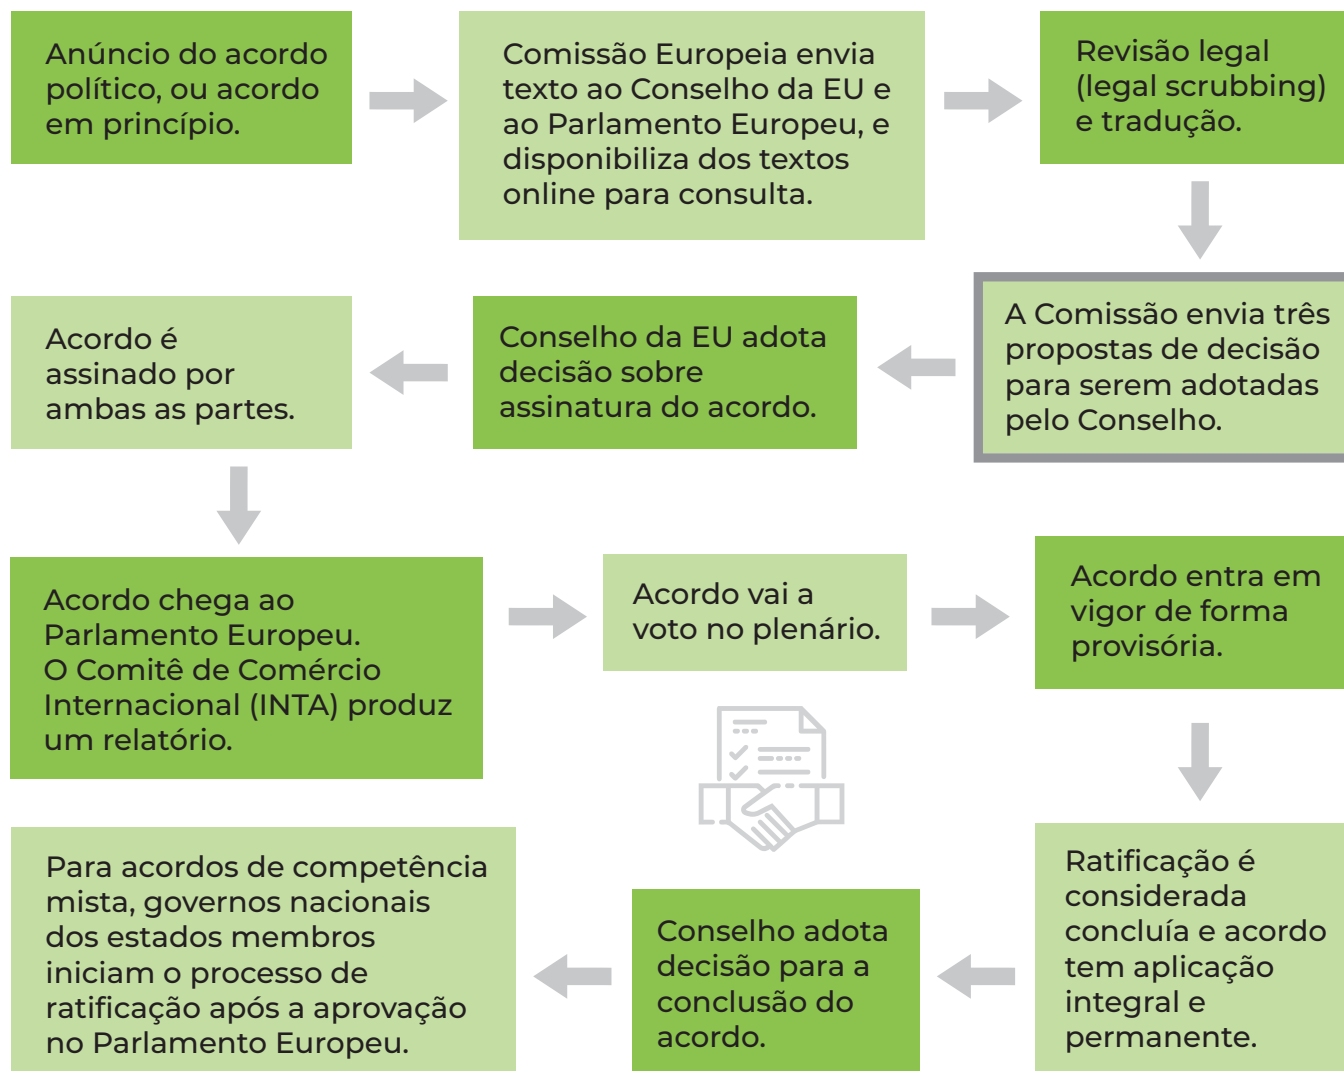 Anúncio do acordo
político, ou acordo
em princípio.
Comissão Europeia envia
texto ao Conselho da EU e
ao Parlamento Europeu, e
disponibiliza dos textos
online para consulta.
Revisão legal
(legal scrubbing)
e tradução.
A Comissão envia três
propostas de decisão
para serem adotadas
pelo Conselho.
Conselho da EU adota
decisão sobre
assinatura do acordo.
Acordo é
assinado por
ambas as partes.
Acordo chega ao
Parlamento Europeu.
O Comitê de Comércio
Internacional (INTA) produz
um relatório.
Acordo vai a
voto no plenário.
Acordo entra em
vigor de forma
provisória.
Ratificação é
considerada
concluía e acordo
tem aplicação
integral e
permanente.
Conselho adota
decisão para a
conclusão do
acordo.
Para acordos de competência
mista, governos nacionais
dos estados membros
iniciam o processo de
ratificação após a aprovação
no Parlamento Europeu.